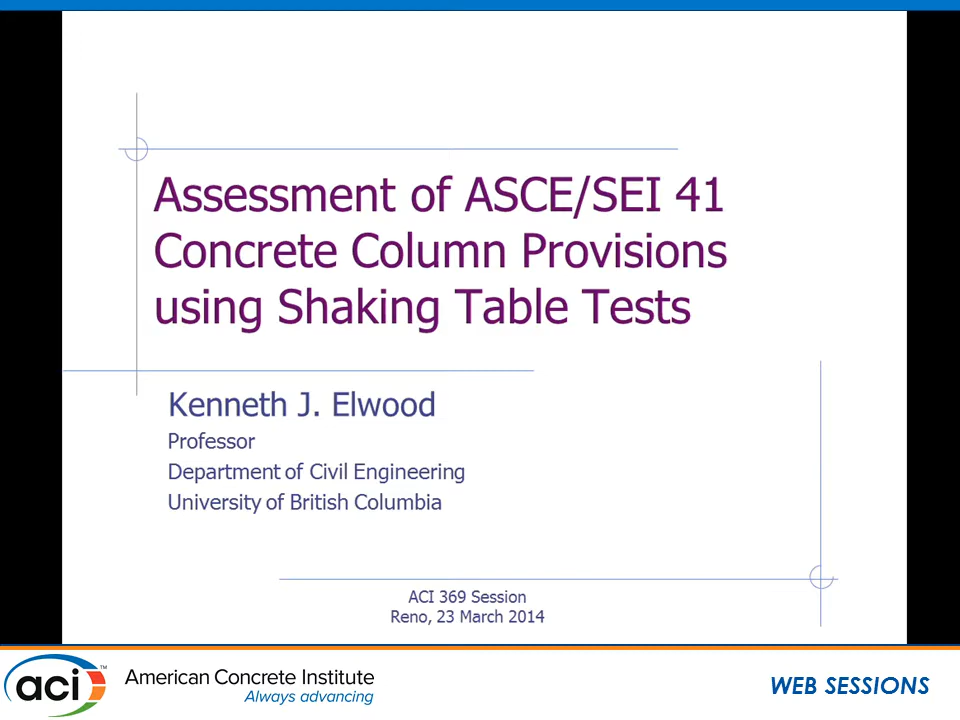 Assessment of ASCE/SEI 41
Concrete Column Provisions
using Shaking Table Tests
Kenneth J. Elwood
Professor
Department of Civil Engineering
University of British Columbia
ACI 369 Session
Reno, 23 March 2014
aci™
American Concrete Institute
Always advancing
WEB SESSIONS